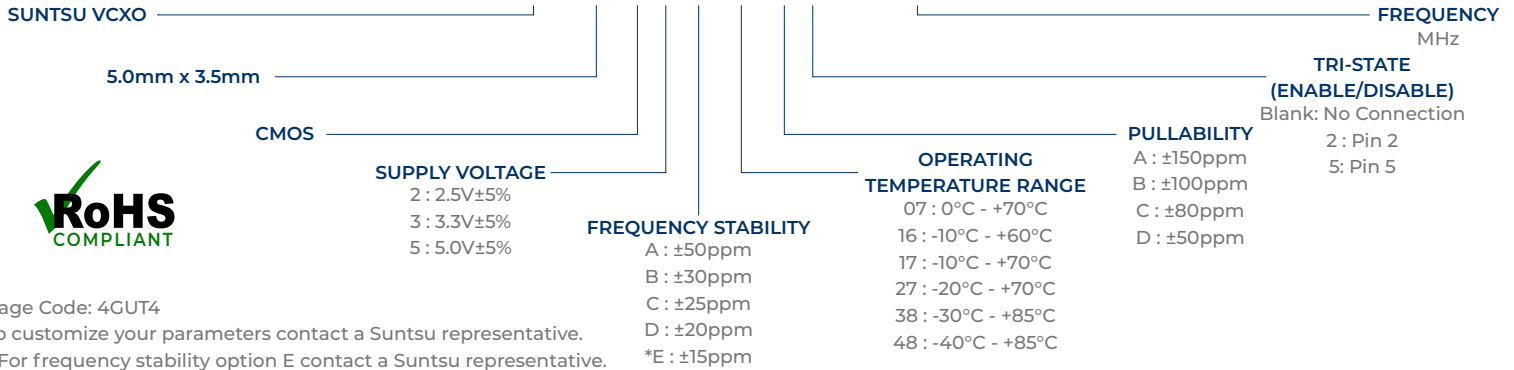 SUNTSU VCXO
5.0mm x 3.5mm
CMOS
SUPPLY VOLTAGE
2 : 2.5V±5%
3 : 3.3V±5%
5 : 5.0V±5%
FREQUENCY STABILITY
A : ±50ppm
B : ±30ppm
C : ±25ppm
D : ±20ppm
*E : ±15ppm
OPERATING
TEMPERATURE RANGE
07 : 0°C - +70°C
16 : -10°C - +60°C
17 : -10°C - +70°C
27 : -20°C - +70°C
38 : -30°C - +85°C
48 : -40°C - +85°C
PULLABILITY
A : ±150ppm
B : ±100ppm
C : ±80ppm
D : ±50ppm
TRI-STATE
(ENABLE/DISABLE)
Blank: No Connection
2 : Pin 2
5: Pin 5
FREQUENCY
MHz
RoHS
COMPLIANT
age Code: 4GUT4
customize your parameters contact a Suntsu representative.
For frequency stability option E contact a Suntsu representative.